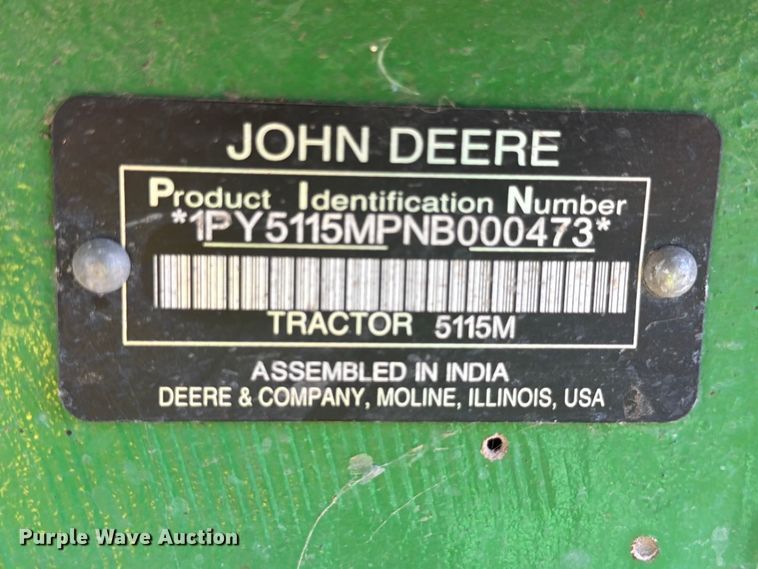 JOHN DEERE
Product Identification Number
*1PY5115MPNB000473*
TRACTOR 5115M
ASSEMBLED IN INDIA
DEERE & COMPANY, MOLINE, ILLINOIS, USA
Purple Wave Auction